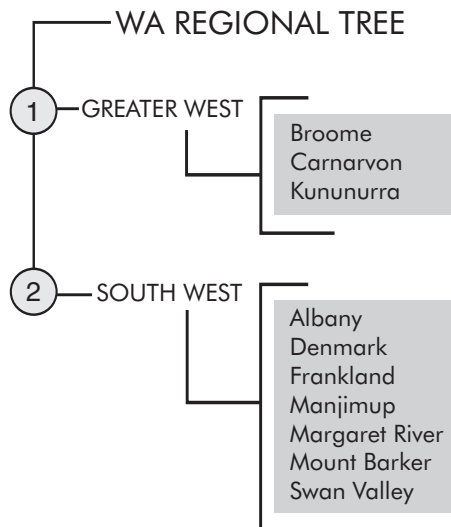 WA REGIONAL TREE
1 GREATER WEST
Broome
Carnarvon
Kununurra
2 SOUTH WEST
Albany
Denmark
Frankland
Manjimup
Margaret River
Mount Barker
Swan Valley